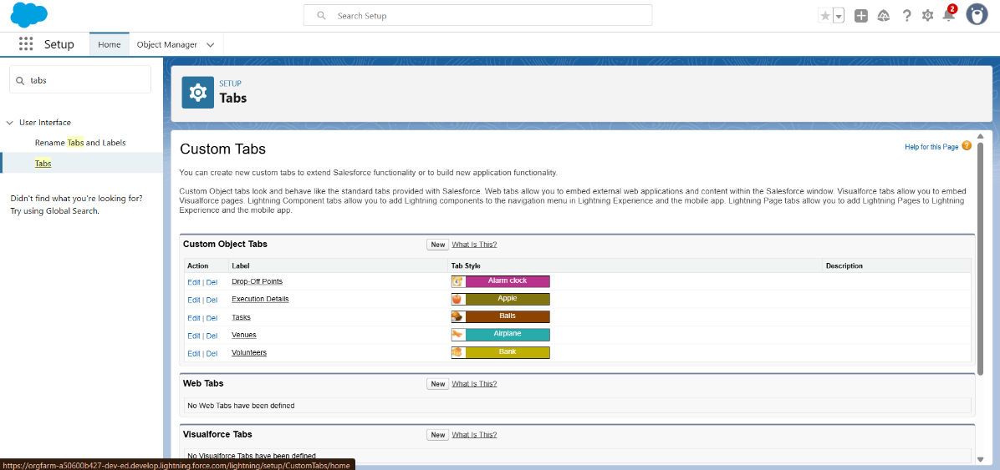 Search Setup
2
Setup
Home
Object Manager
tabs
User Interface
Rename Tabs and Labels
Tabs
Didn't find what you're looking for?
Try using Global Search.
SETUP
Tabs
Custom Tabs
Help for this Page ?
You can create new custom tabs to extend Salesforce functionality or to build new application functionality.
Custom Object tabs look and behave like the standard tabs provided with Salesforce. Web tabs allow you to embed external web applications and content within the Salesforce window. Visualforce tabs allow you to embed
Visualforce pages. Lightning Component tabs allow you to add Lightning components to the navigation menu in Lightning Experience and the mobile app. Lightning Page tabs allow you to add Lightning Pages to Lightning
Experience and the mobile app.
Custom Object Tabs New What Is This?
Action Label Tab Style Description
Edit | Del Drop-Off Points Alarm clock
Edit | Del Execution Details Apple
Edit | Del Tasks Balls
Edit | Del Venues Airplane
Edit | Del Volunteers Bank
Web Tabs New What Is This?
No Web Tabs have been defined
Visualforce Tabs New What Is This?
No Visualforce Tabs have been defined
https://orgfarm-a50600b427-dev-ed.develop.lightning.force.com/lightning/setup/CustomTabs/home